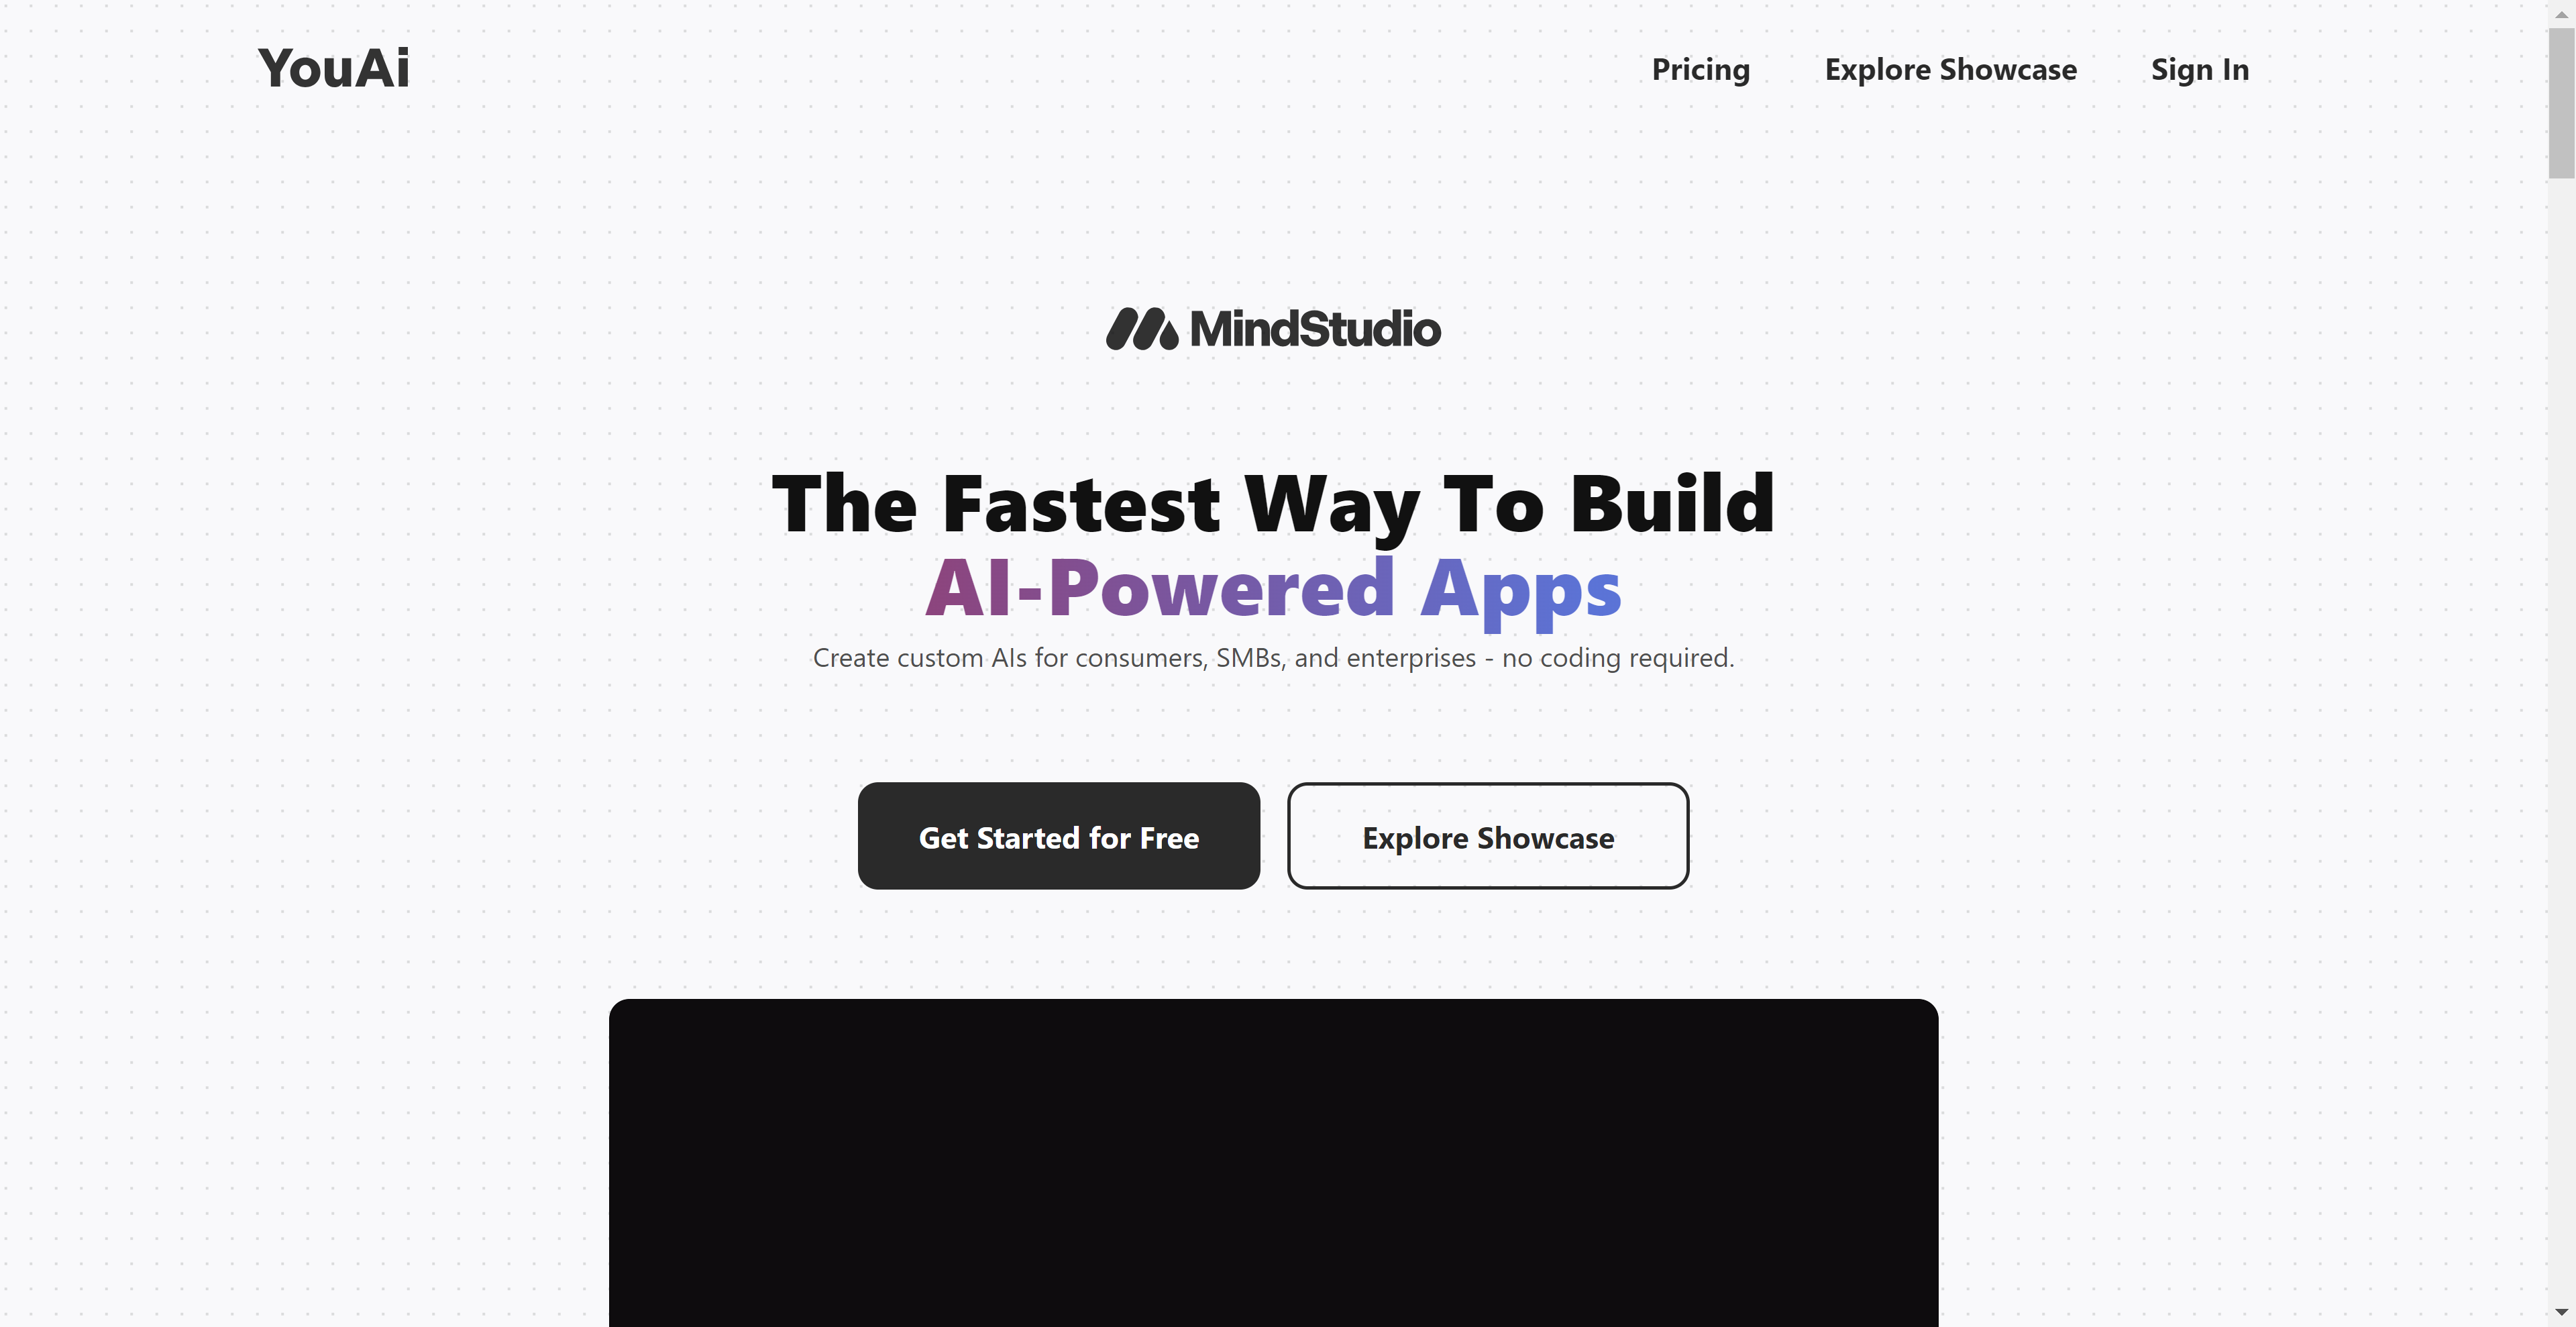 YouAi
Pricing
Explore Showcase
Sign In
MindStudio
The Fastest Way To Build
AI-Powered Apps
Create custom AIs for consumers, SMBs, and enterprises - no coding required.
Get Started for Free
Explore Showcase